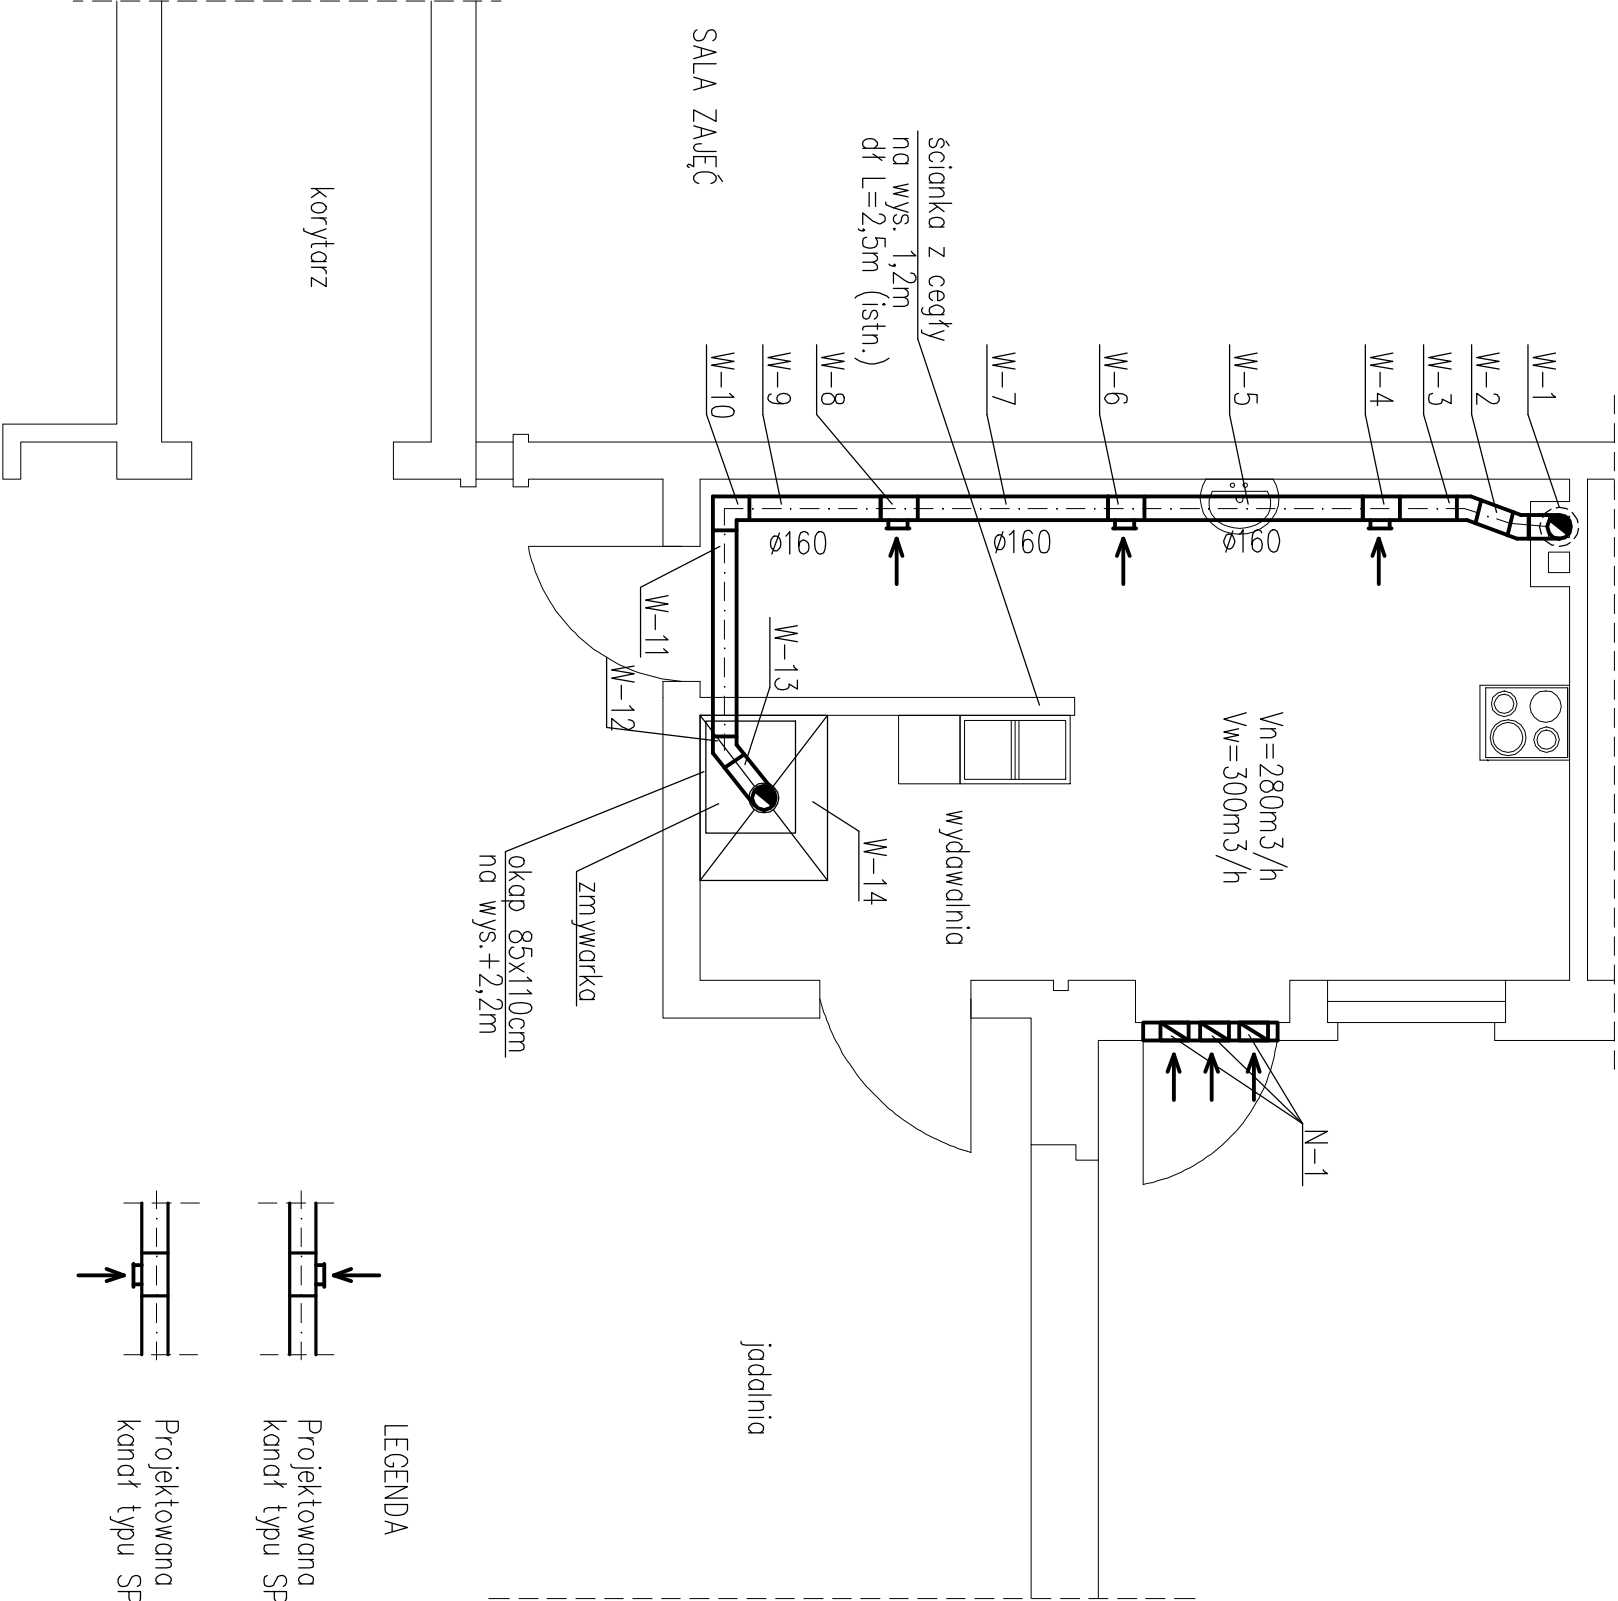 W-1
W-2
W-3
W-4
W-5
W-6
W-7
W-8
W-9
W-10
ścianka z cegły
na wys. 1,2m
dł L=2,5m (istn.)
SALA ZAJĘĆ
korytarz
ø160
ø160
ø160
W-11
W-12
W-13
W-14
Vn=280m3/h
Vw=300m3/h
wydawalnia
zmywarka
okap 85x110cm
na wys.+2,2m
N-1
jadalnia
LEGENDA
Projektowana
kanał typu SP
Projektowana
kanał typu SP